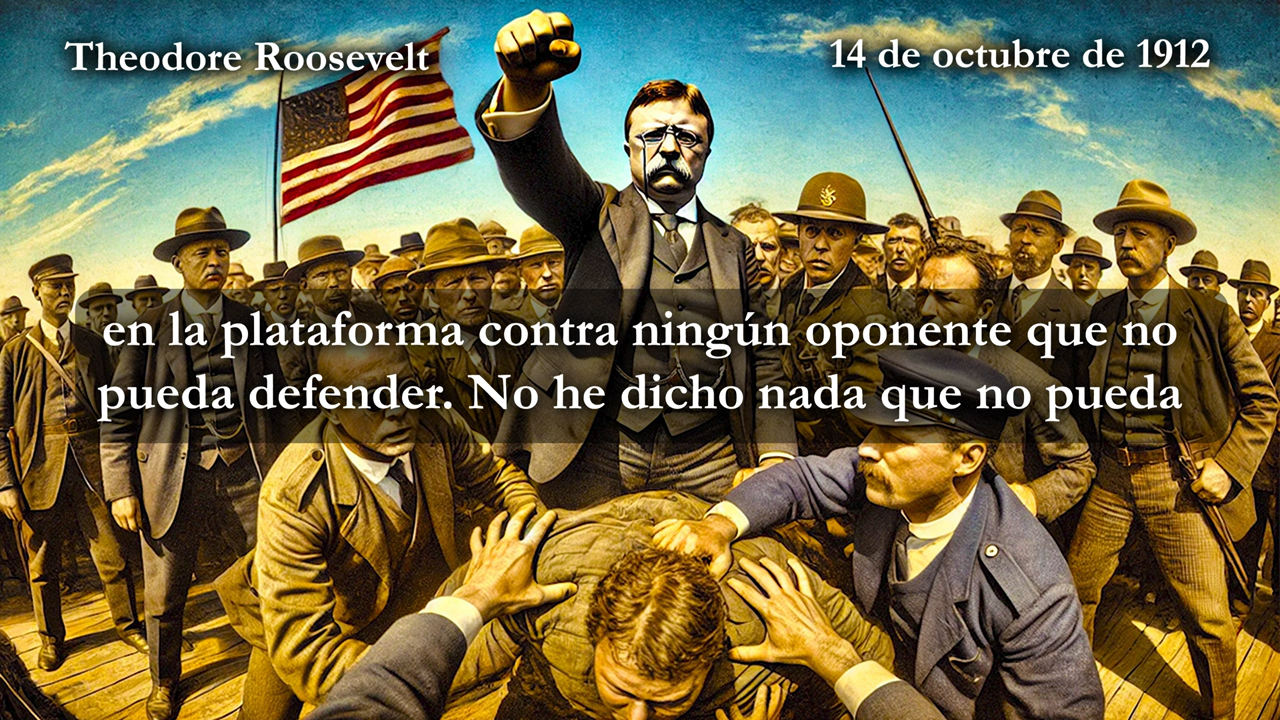 Theodore Roosevelt
14 de octubre de 1912
en la plataforma contra ningún oponente que no
pueda defender. No he dicho nada que no pueda